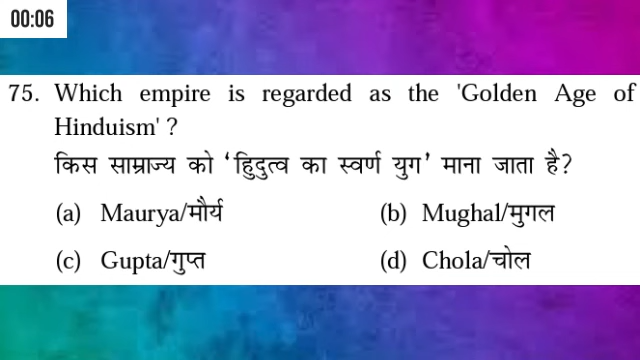 00:06
75. Which empire is regarded as the 'Golden Age of
Hinduism' ?
किस साम्राज्य को ‘हिुदुत्व का स्वर्ण युग’ माना जाता है?
(a) Maurya/मौर्य (b) Mughal/मुगल
(c) Gupta/गुप्त (d) Chola/चोल